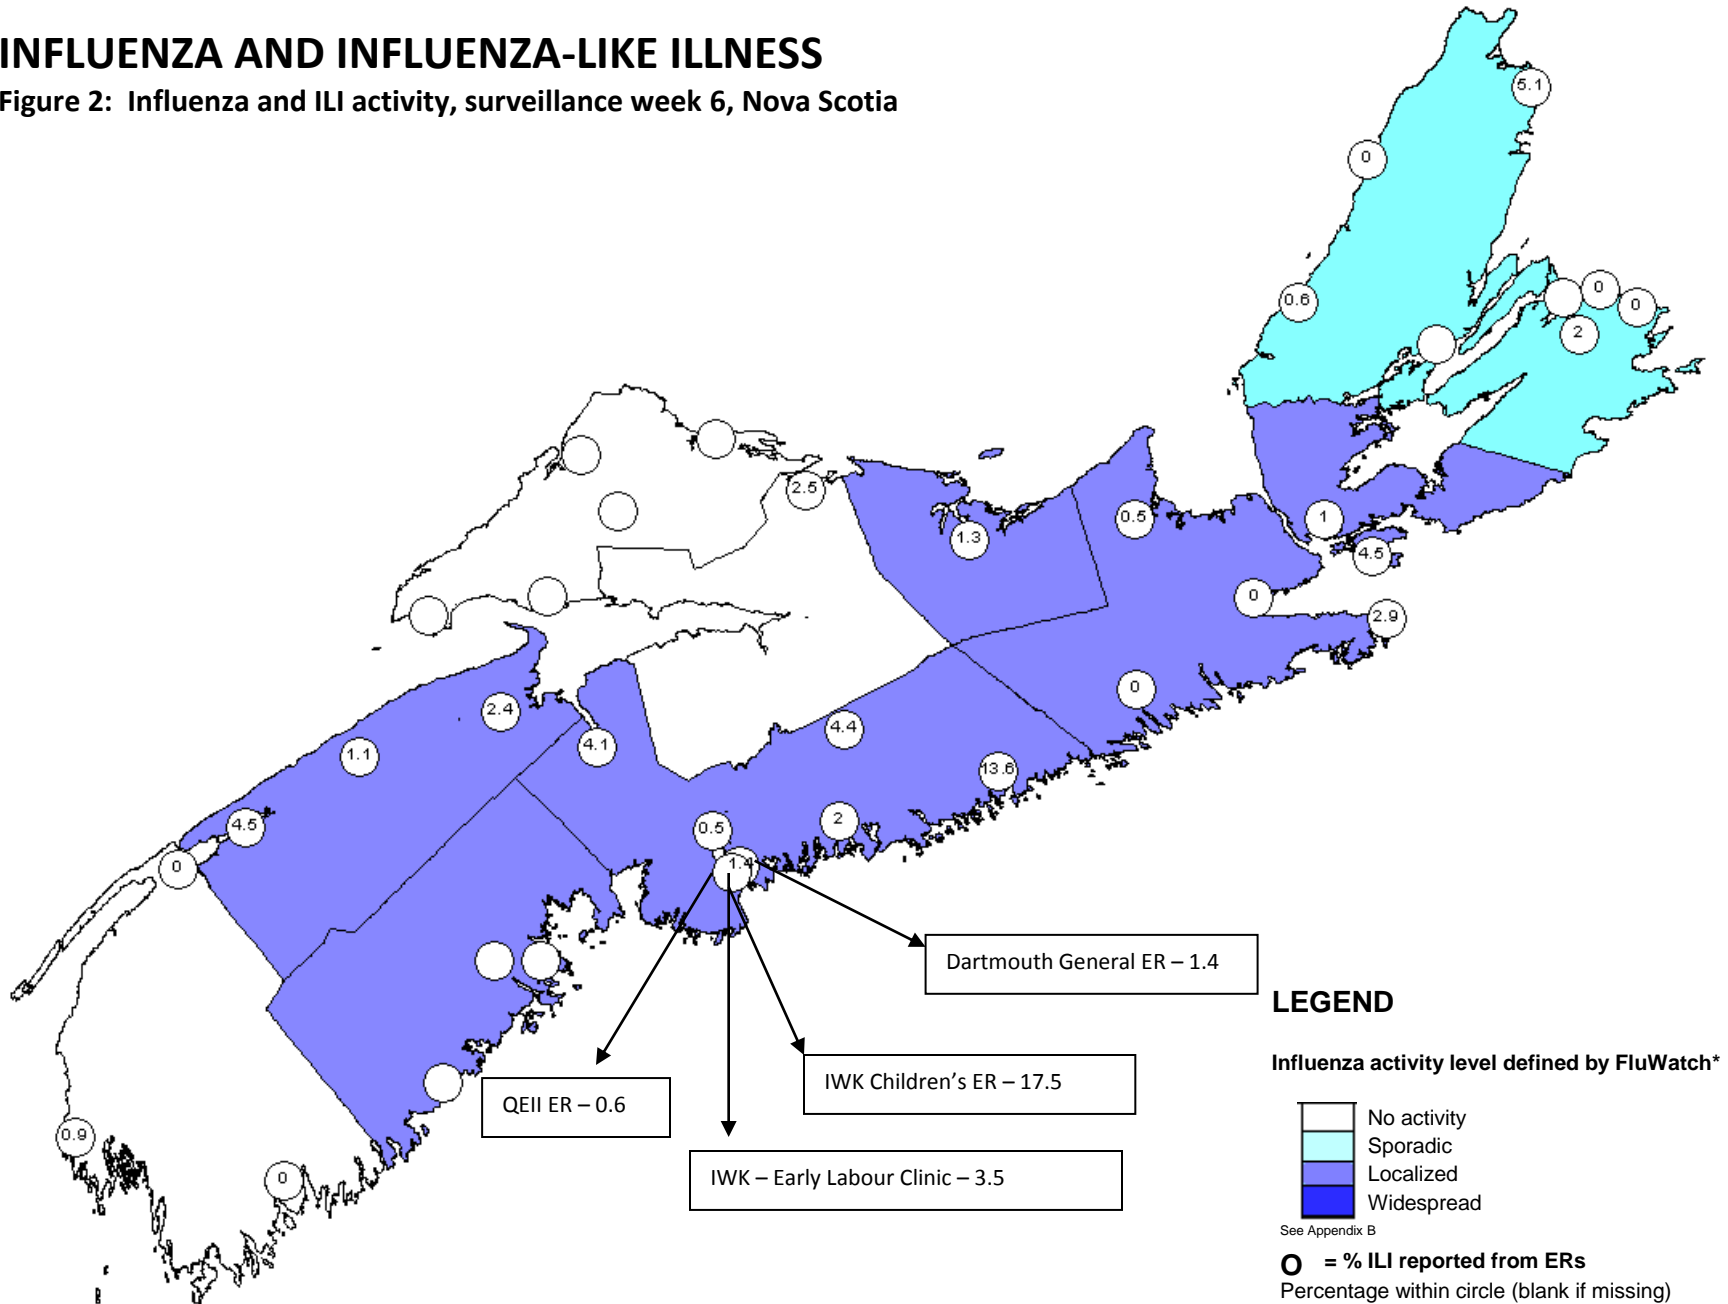 INFLUENZA AND INFLUENZA-LIKE ILLNESS
Figure 2:  Influenza and ILI activity, surveillance week 6, Nova Scotia
5.1
0
0.6
0
0
2
2.5
1.3
0.5
1
4.5
0
2.9
0
2.4
4.1
4.4
1.1
13.6
4.5
0.5
2
0
1.4
0.9
0
Dartmouth General ER – 1.4
IWK Children’s ER – 17.5
QEII ER – 0.6
IWK – Early Labour Clinic – 3.5
LEGEND
Influenza activity level defined by FluWatch*
No activity
Sporadic
Localized
Widespread
See Appendix B
O = % ILI reported from ERs
Percentage within circle (blank if missing)